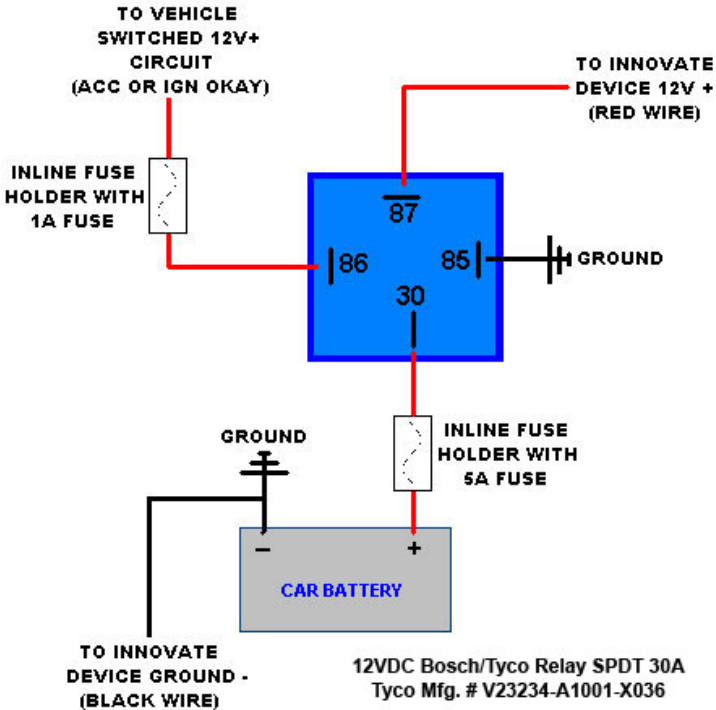 TO VEHICLE
SWITCHED 12V+
CIRCUIT
(ACC OR IGN OKAY)
TO INNOVATE
DEVICE 12V +
(RED WIRE)
INLINE FUSE
HOLDER WITH
1A FUSE
87
86
85
GROUND
30
GROUND
INLINE FUSE
HOLDER WITH
5A FUSE
– +
CAR BATTERY
TO INNOVATE
DEVICE GROUND -
(BLACK WIRE)
12VDC Bosch/Tyco Relay SPDT 30A
Tyco Mfg. # V23234-A1001-X036